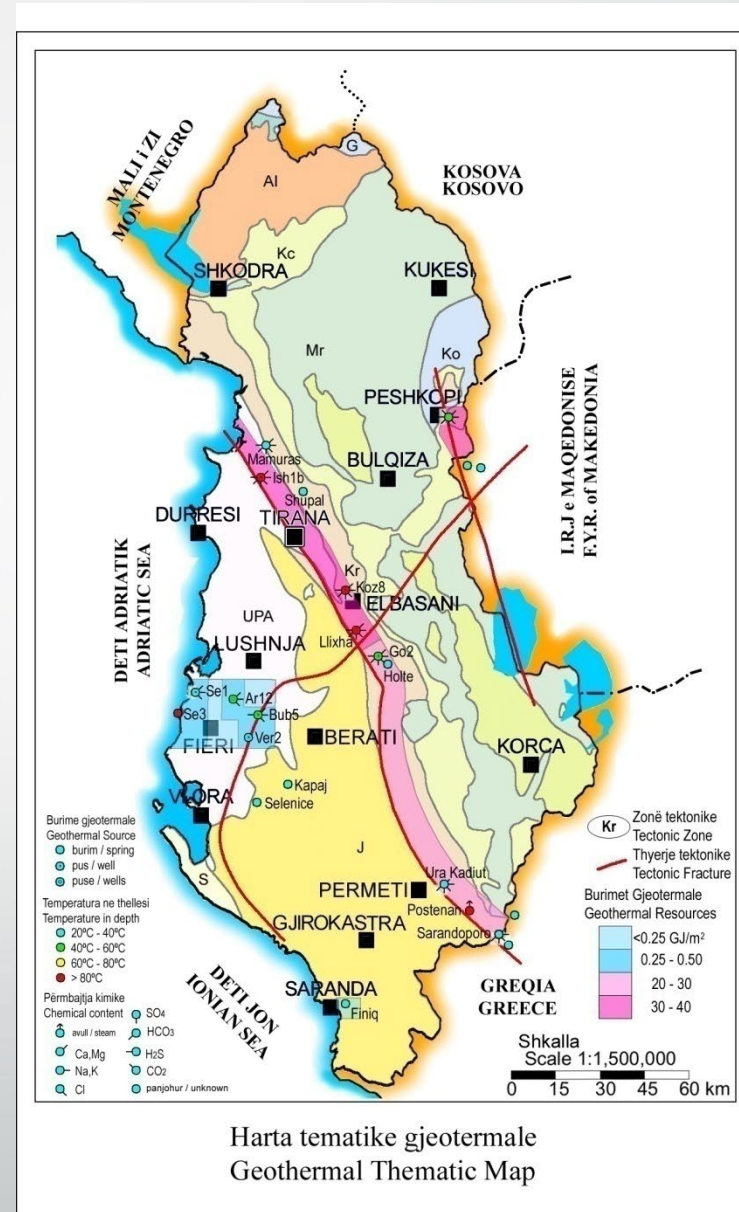 MALI i ZI
MONTENEGRO
KOSOVA
KOSOVO
G
Al
Kc
SHKODRA
KUKESI
Mr
Ko
PESHKOPI
Mamuras
Ish1b
BULQIZA
Shupal
DURRESI
TIRANA
I.R.J e MAQEDONISE
F.Y.R. of MAKEDONIA
DETI ADRIATIK
ADRIATIC SEA
Kr
Koz8
ELBASANI
UPA
Llixha
LUSHNJA
Go2
Holte
Se1
Ar12
Se3
Bub5
FIERI
Ver2
BERATI
KORCA
Kapaj
VLORA
Selenice
J
S
Ura Kadiut
PERMETI
Postenan
GJIROKASTRA
Sarandoporo
DETI JON
IONIAN SEA
SARANDA
Finiq
GREQIA
GREECE
Burime gjeotermale
Geothermal Source
burim / spring
pus / well
puse / wells
Temperatura ne thellesi
Temperature in depth
20ºC - 40ºC
40ºC - 60ºC
60ºC - 80ºC
> 80ºC
Përmbajtja kimike
Chemical content
avull / steam
Ca,Mg
Na,K
Cl
SO4
HCO3
H2S
CO2
panjohur / unknown
Kr
Zonë tektonike
Tectonic Zone
Thyerje tektonike
Tectonic Fracture
Burimet Gjeotermale
Geothermal Resources
<0.25 GJ/m²
0.25 - 0.50
20 - 30
30 - 40
Shkalla
Scale 1:1,500,000
0 15 30 45 60 km
Harta tematike gjeotermale
Geothermal Thematic Map